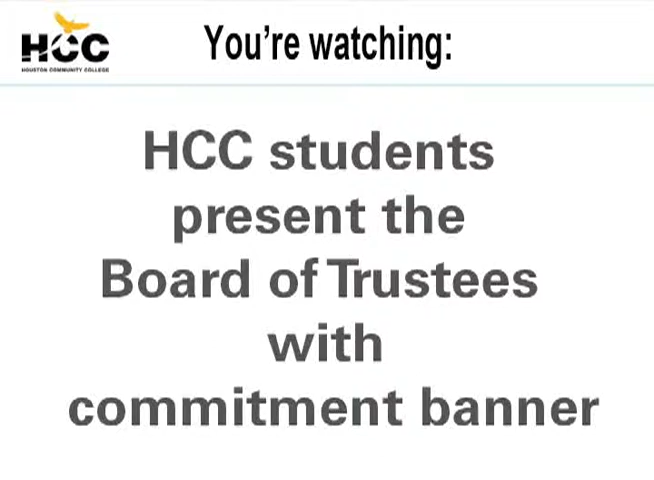 HCC
HOUSTON COMMUNITY COLLEGE
You're watching:
HCC students
present the
Board of Trustees
with
commitment banner